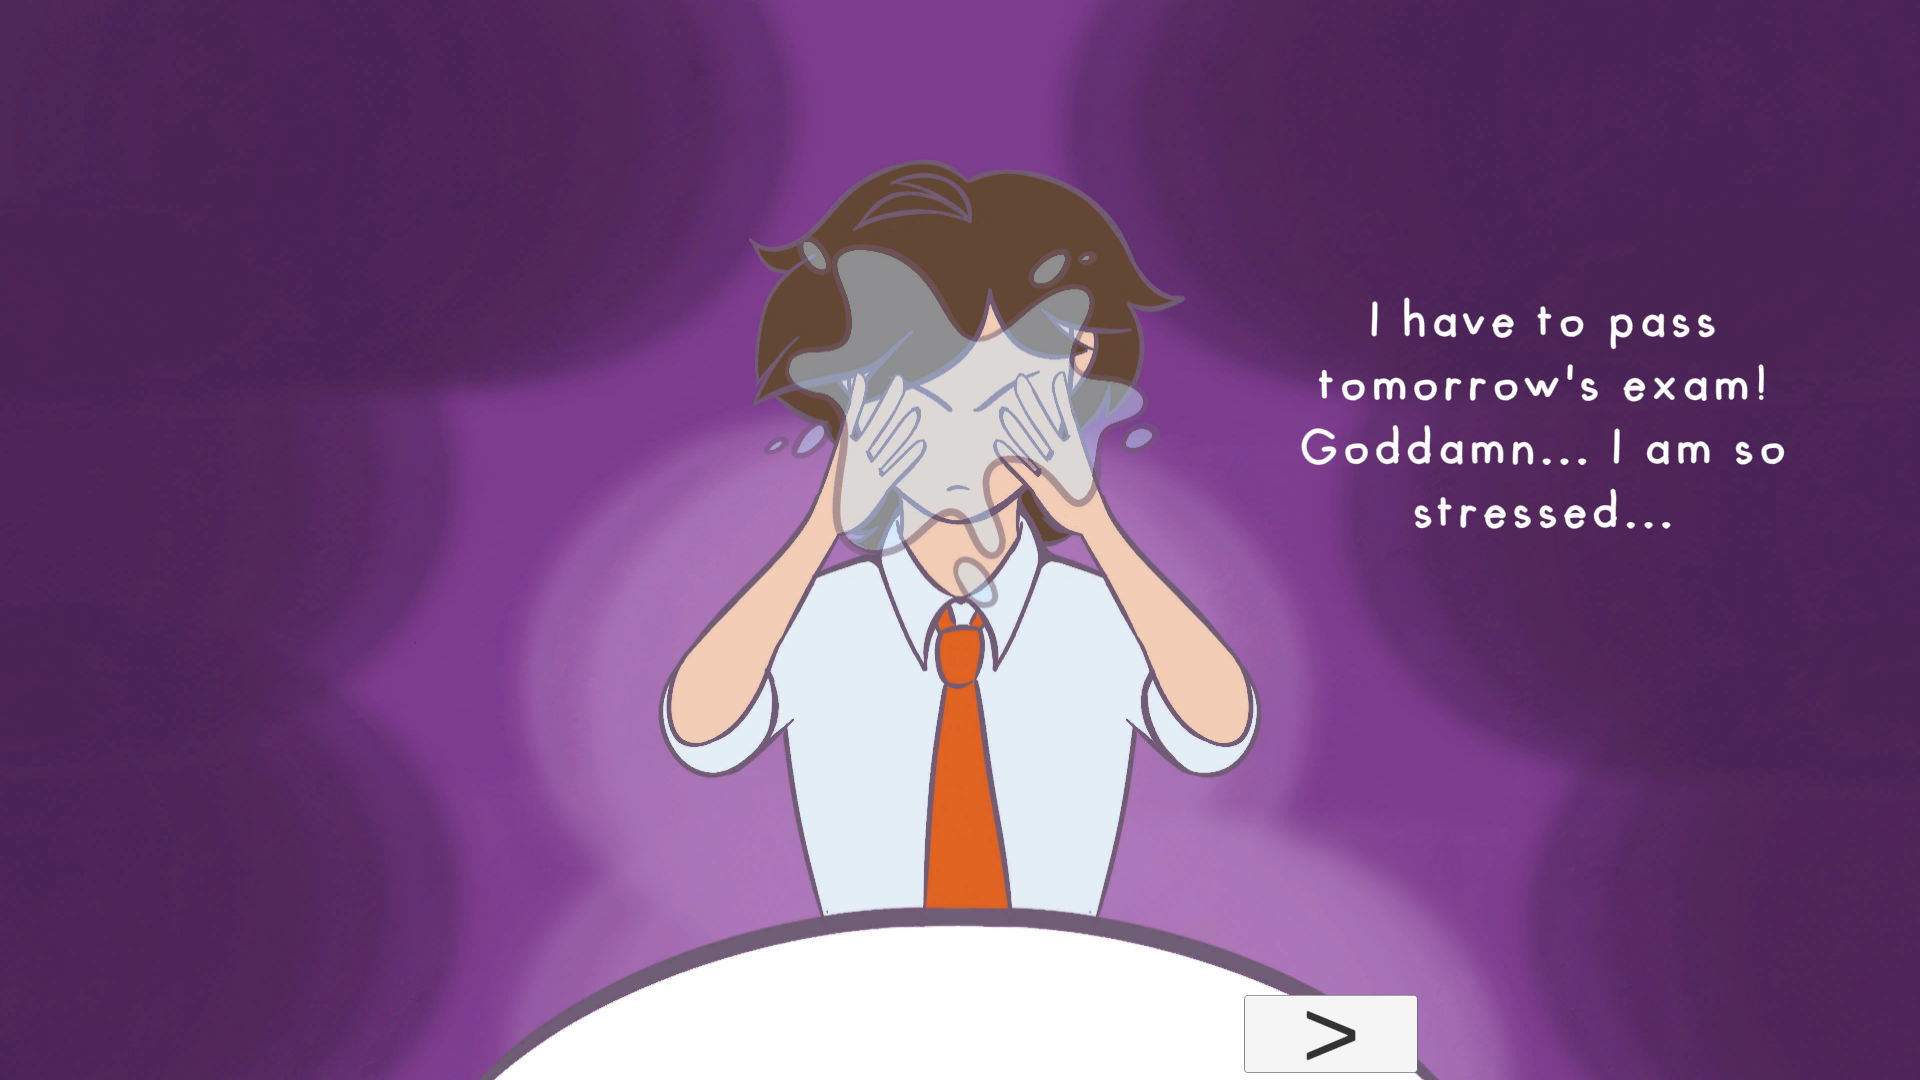 I have to pass
tomorrow's exam!
Goddamn... I am so
stressed...
>